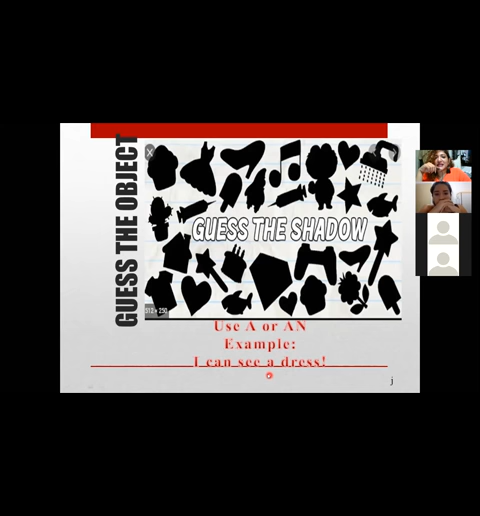 GUESS THE OBJECT
GUESS THE SHADOW
512 × 250
Use A or AN
Example:
I can see a dress!
j